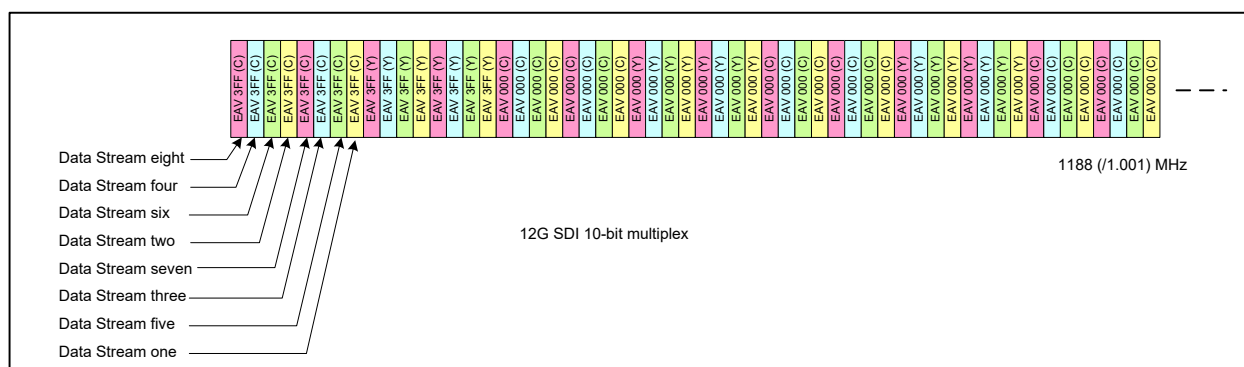 EAV 3FF (C)
EAV 3FF (C)
EAV 3FF (C)
EAV 3FF (C)
EAV 3FF (C)
EAV 3FF (C)
EAV 3FF (C)
EAV 3FF (C)
EAV 3FF (Y)
EAV 3FF (Y)
EAV 3FF (Y)
EAV 3FF (Y)
EAV 3FF (Y)
EAV 3FF (Y)
EAV 3FF (Y)
EAV 3FF (Y)
EAV 000 (C)
EAV 000 (C)
EAV 000 (C)
EAV 000 (C)
EAV 000 (C)
EAV 000 (C)
EAV 000 (C)
EAV 000 (C)
EAV 000 (Y)
EAV 000 (Y)
EAV 000 (Y)
EAV 000 (Y)
EAV 000 (Y)
EAV 000 (Y)
EAV 000 (Y)
EAV 000 (Y)
EAV 000 (C)
EAV 000 (C)
EAV 000 (C)
EAV 000 (C)
EAV 000 (C)
EAV 000 (C)
EAV 000 (C)
EAV 000 (C)
EAV 000 (Y)
EAV 000 (Y)
EAV 000 (Y)
EAV 000 (Y)
EAV 000 (Y)
EAV 000 (Y)
EAV 000 (Y)
EAV 000 (Y)
EAV 000 (C)
EAV 000 (C)
EAV 000 (C)
EAV 000 (C)
EAV 000 (C)
EAV 000 (C)
EAV 000 (C)
EAV 000 (C)
Data Stream eight
1188 (/1.001) MHz
Data Stream four
Data Stream six
12G SDI 10-bit multiplex
Data Stream two
Data Stream seven
Data Stream three
Data Stream five
Data Stream one